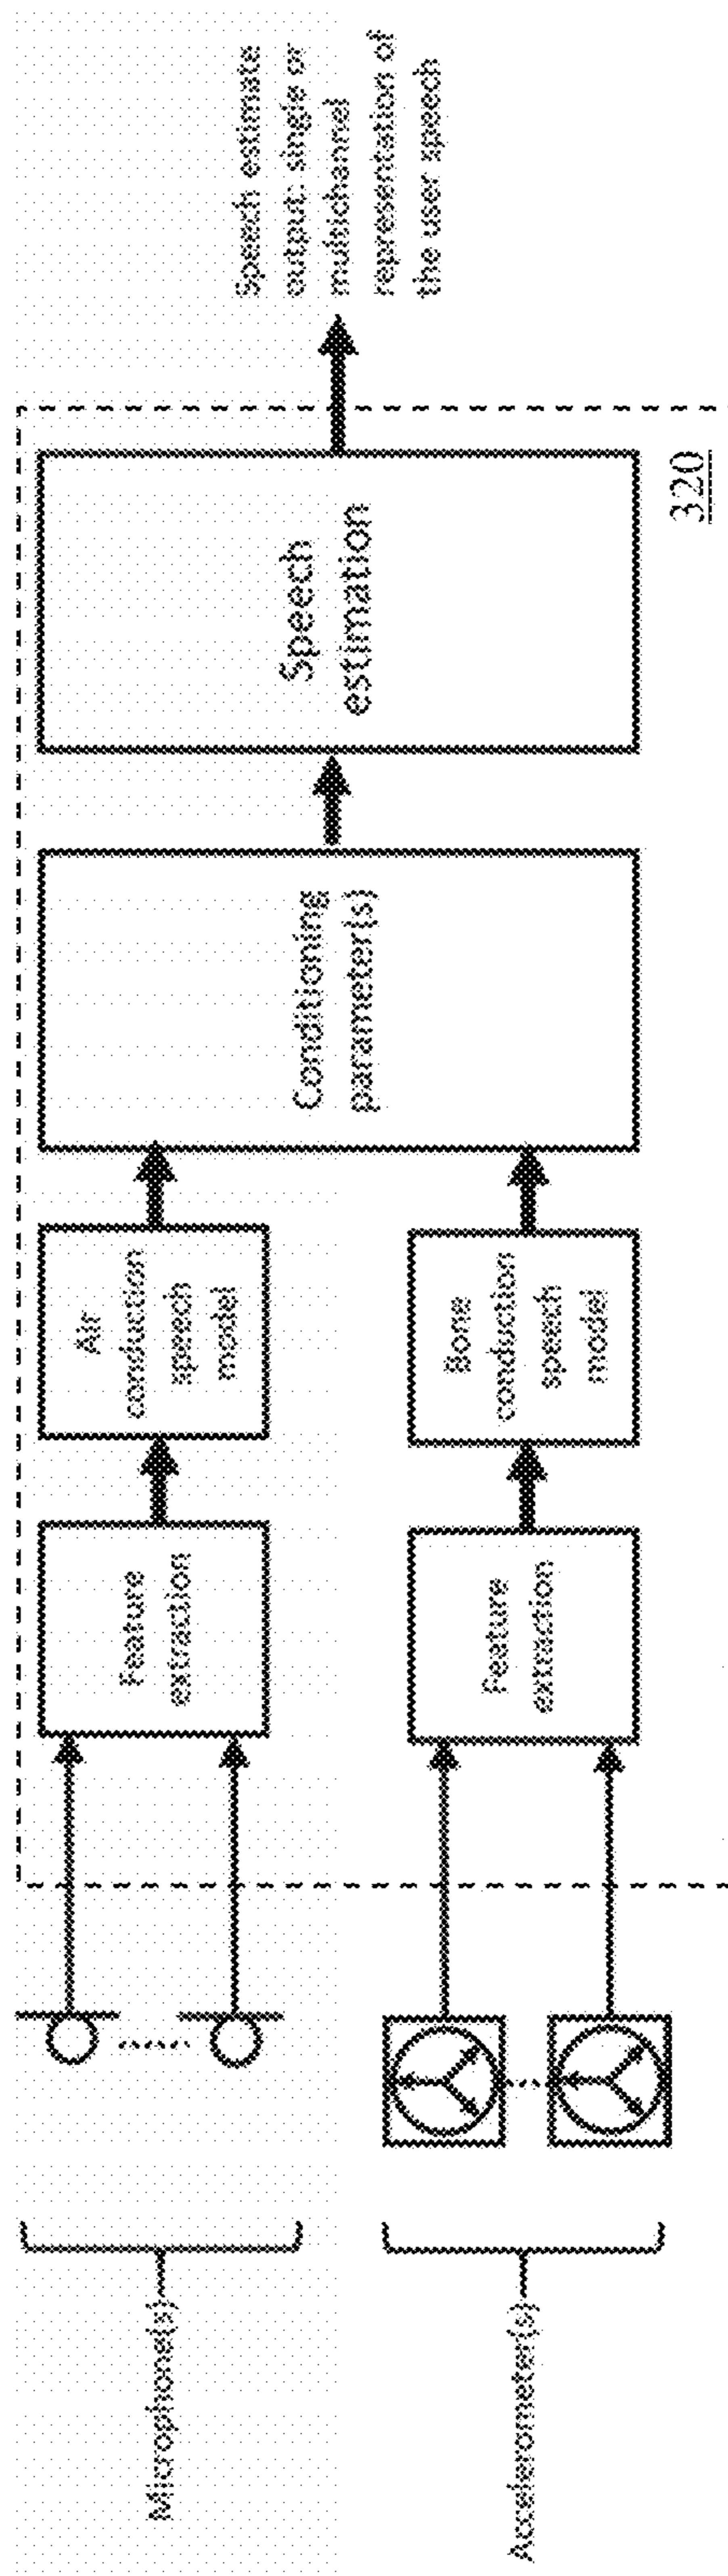 Microphone(s)
Accelerometer(s)
Feature
extraction
Feature
extraction
Air
conduction
speech
model
Bone
conduction
speech
model
Conditioning
parameter(s)
Speech
estimation
320
Speech estimate
output: single or
multichannel
representation of
the user speech